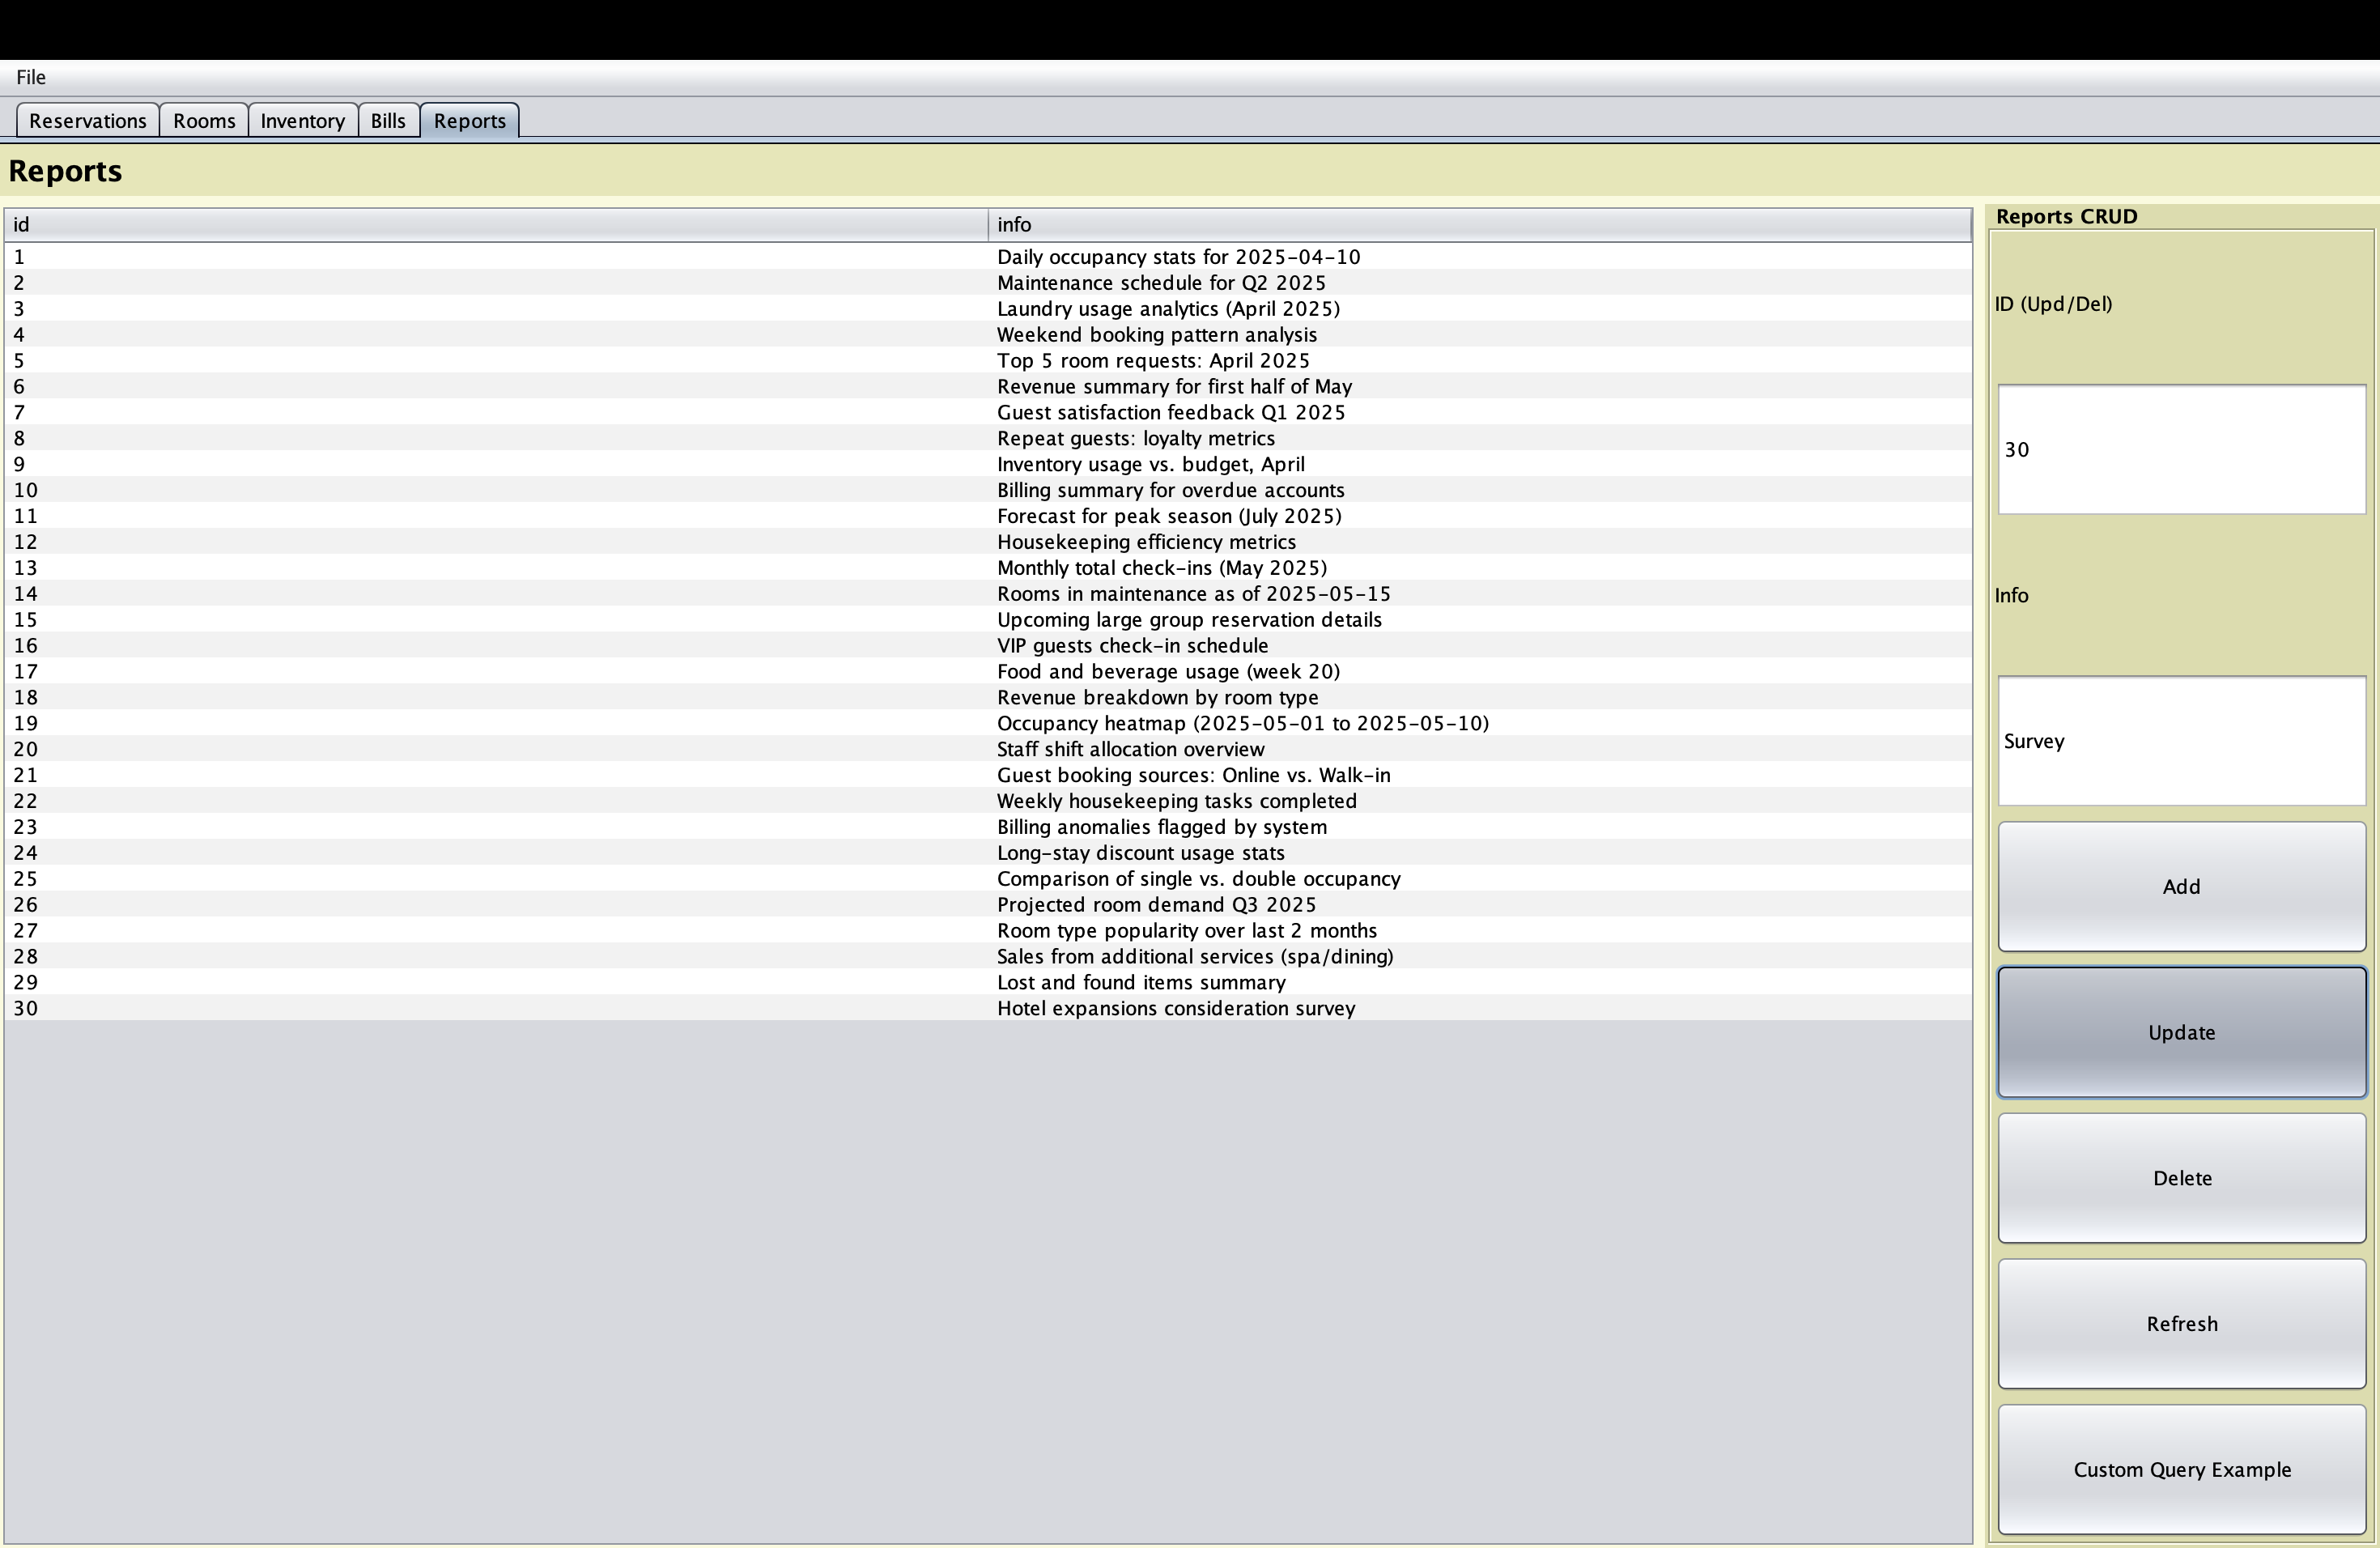 File
Reservations Rooms Inventory Bills Reports
Reports
id info
1 Daily occupancy stats for 2025-04-10
2 Maintenance schedule for Q2 2025
3 Laundry usage analytics (April 2025)
4 Weekend booking pattern analysis
5 Top 5 room requests: April 2025
6 Revenue summary for first half of May
7 Guest satisfaction feedback Q1 2025
8 Repeat guests: loyalty metrics
9 Inventory usage vs. budget, April
10 Billing summary for overdue accounts
11 Forecast for peak season (July 2025)
12 Housekeeping efficiency metrics
13 Monthly total check-ins (May 2025)
14 Rooms in maintenance as of 2025-05-15
15 Upcoming large group reservation details
16 VIP guests check-in schedule
17 Food and beverage usage (week 20)
18 Revenue breakdown by room type
19 Occupancy heatmap (2025-05-01 to 2025-05-10)
20 Staff shift allocation overview
21 Guest booking sources: Online vs. Walk-in
22 Weekly housekeeping tasks completed
23 Billing anomalies flagged by system
24 Long-stay discount usage stats
25 Comparison of single vs. double occupancy
26 Projected room demand Q3 2025
27 Room type popularity over last 2 months
28 Sales from additional services (spa/dining)
29 Lost and found items summary
30 Hotel expansions consideration survey
Reports CRUD
ID (Upd/Del)
30
Info
Survey
Add
Update
Delete
Refresh
Custom Query Example